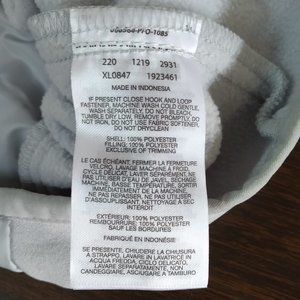 220 1219 2931
XL0847 1923461
MADE IN INDONESIA
IF PRESENT CLOSE HOOK AND LOOP
FASTENER, MACHINE WASH COLD GENTLE,
WASH SEPARATELY, DO NOT BLEACH,
TUMBLE DRY LOW, REMOVE PROMPTLY, DO
NOT IRON, DO NOT USE FABRIC SOFTENER,
DO NOT DRYCLEAN
SHELL: 100% POLYESTER
FILLING: 100% POLYESTER
EXCLUSIVE OF TRIMMING
LE CAS ÉCHÉANT, FERMER LA FERMETURE
VELCRO, LAVAGE MACHINE À FROID,
CYCLE DÉLICAT, LAVER SÉPARÉMENT, NE
PAS UTILISER D'EAU DE JAVEL, SÉCHAGE
MACHINE, BASSE TEMPÉRATURE, SORTIR
IMMÉDIATEMENT DE LA MACHINE, NE PAS
REPASSER, NE PAS UTILISER
D'ASSOUPLISSANT, NETTOYAGE À SEC
INTERDIT
EXTÉRIEUR: 100% POLYESTER
REMBOURRURE: 100% POLYESTER
SAUF LES BORDURES
FABRIQUÉ EN INDONÉSIE
SE PRESENTE, CHIUDERE LA CHIUSURA
A STRAPPO, LAVARE IN LAVATRICE IN
ACQUA FREDDA, CICLO DELICATO,
LAVARE SEPARATAMENTE, NON
CANDEGGIARE, ASCIUGARE A TAMBURO